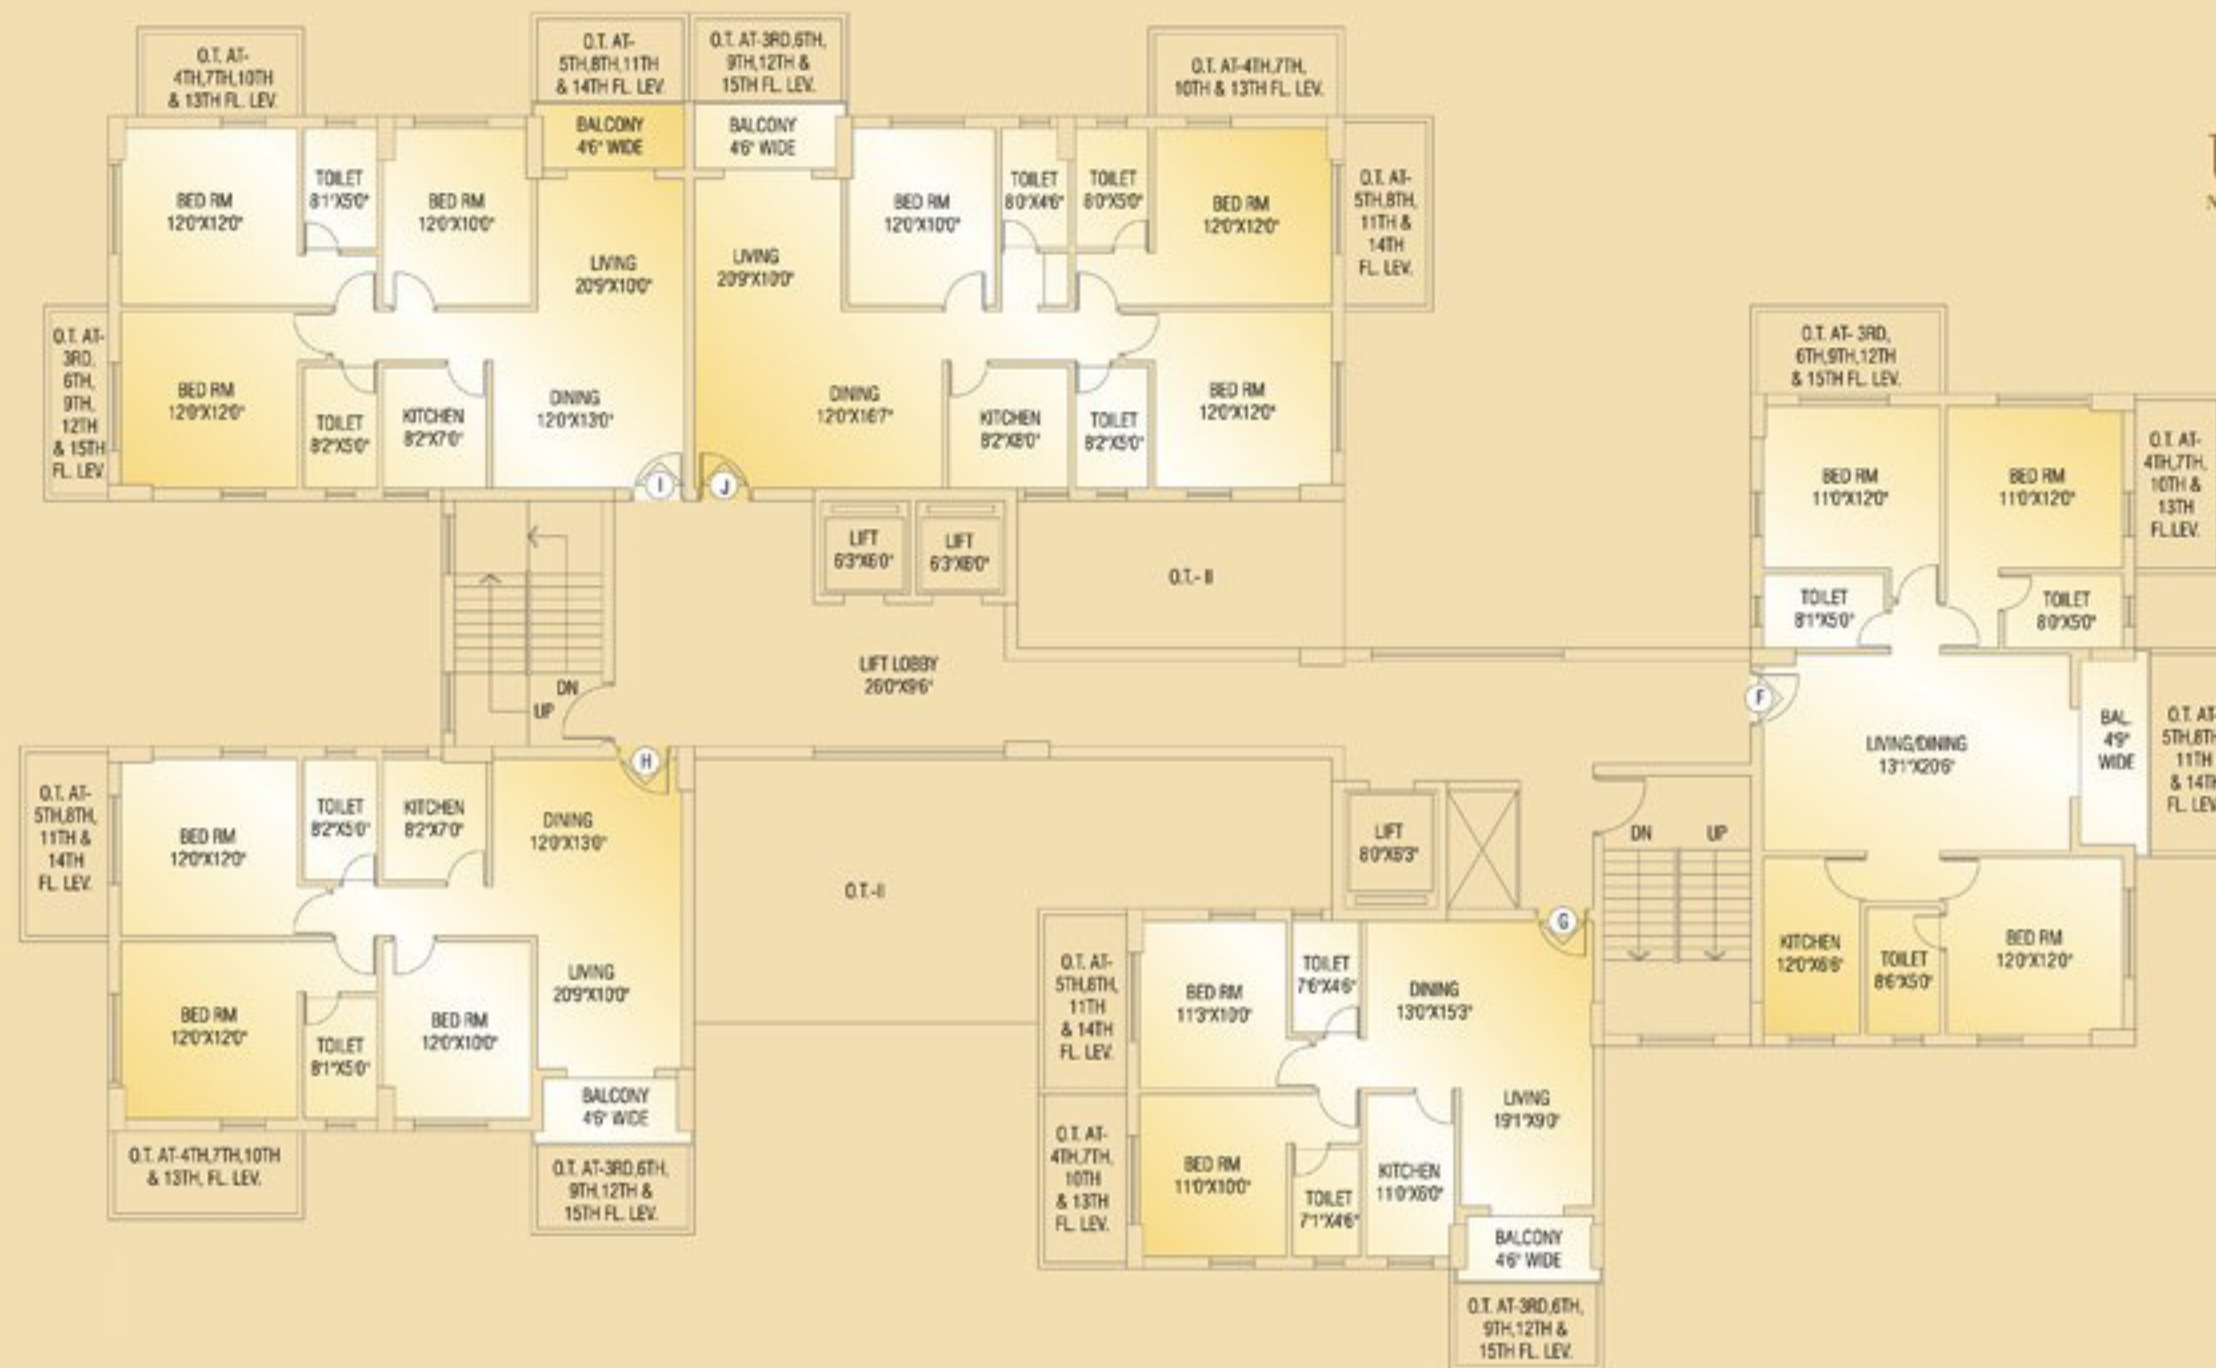 O.T. AT-
4TH,7TH,10TH
& 13TH FL. LEV.
O.T. AT-
5TH,8TH,11TH
& 14TH FL. LEV.
O.T. AT-3RD,6TH,
9TH,12TH &
15TH FL. LEV.
O.T. AT-4TH,7TH,
10TH & 13TH FL. LEV.
BALCONY
4'6" WIDE
BALCONY
4'6" WIDE
BED RM
12'0"X12'0"
TOILET
8'1"X5'0"
BED RM
12'0"X10'0"
LIVING
20'9"X10'0"
LIVING
20'9"X10'0"
BED RM
12'0"X10'0"
TOILET
8'0"X4'6"
TOILET
8'0"X5'0"
BED RM
12'0"X12'0"
O.T. AT-
5TH,8TH,
11TH &
14TH
FL. LEV.
O.T. AT-
3RD,
6TH,
9TH,
12TH
& 15TH
FL. LEV.
BED RM
12'0"X12'0"
TOILET
8'2"X5'0"
KITCHEN
8'2"X7'0"
DINING
12'0"X13'0"
I
J
DINING
12'0"X16'7"
KITCHEN
8'2"X8'0"
TOILET
8'2"X5'0"
BED RM
12'0"X12'0"
LIFT
6'3"X6'0"
LIFT
6'3"X6'0"
O.T.- III
LIFT LOBBY
26'0"X9'6"
DN
UP
O.T. AT- 3RD,
6TH,9TH,12TH
& 15TH FL. LEV.
BED RM
11'0"X12'0"
BED RM
11'0"X12'0"
O.T. AT-
4TH,7TH,
10TH &
13TH
FL.LEV.
TOILET
8'1"X5'0"
TOILET
8'0"X5'0"
F
LIVING/DINING
13'1"X20'6"
BAL.
4'9"
WIDE
O.T. AT-
5TH,8TH
11TH
& 14TH
FL. LEV
KITCHEN
12'0"X6'6"
TOILET
8'6"X5'0"
BED RM
12'0"X12'0"
H
O.T. AT-
5TH,8TH,
11TH &
14TH
FL. LEV.
BED RM
12'0"X12'0"
TOILET
8'2"X5'0"
KITCHEN
8'2"X7'0"
DINING
12'0"X13'0"
O.T.-II
LIFT
8'0"X6'3"
DN
UP
G
BED RM
12'0"X12'0"
TOILET
8'1"X5'0"
BED RM
12'0"X10'0"
LIVING
20'9"X10'0"
BALCONY
4'6" WIDE
O.T. AT-4TH,7TH,10TH
& 13TH, FL. LEV.
O.T. AT-3RD,6TH,
9TH,12TH &
15TH FL. LEV.
O.T. AT-
5TH,8TH,
11TH
& 14TH
FL. LEV.
BED RM
11'3"X10'0"
TOILET
7'6"X4'6"
DINING
13'0"X15'3"
LIVING
19'1"X9'0"
O.T. AT-
4TH,7TH,
10TH
& 13TH
FL. LEV.
BED RM
11'0"X10'0"
TOILET
7'1"X4'6"
KITCHEN
11'0"X6'0"
BALCONY
4'6" WIDE
O.T. AT-3RD,6TH,
9TH,12TH &
15TH FL. LEV.